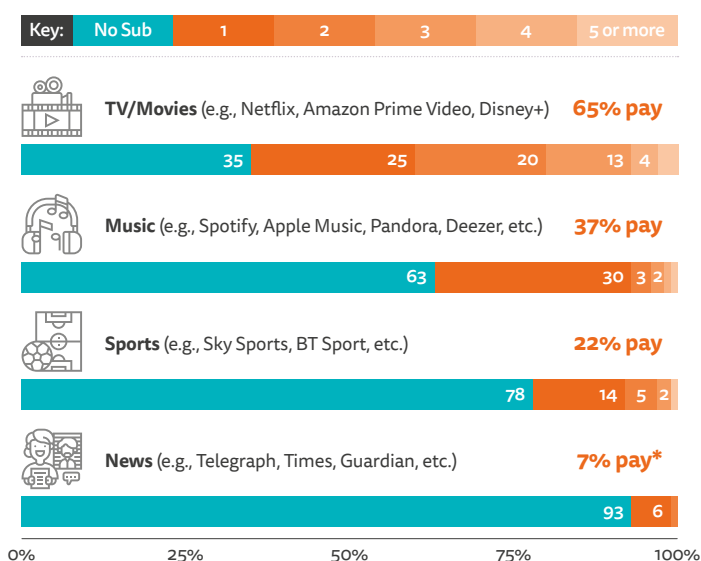 Key: No Sub 1 2 3 4 5 or more
TV/Movies (e.g., Netflix, Amazon Prime Video, Disney+) 65% pay
35 25 20 13 4
Music (e.g., Spotify, Apple Music, Pandora, Deezer, etc.) 37% pay
63 30 3 2
Sports (e.g., Sky Sports, BT Sport, etc.) 22% pay
78 14 5 2
News (e.g., Telegraph, Times, Guardian, etc.) 7% pay*
93 6
0% 25% 50% 75% 100%